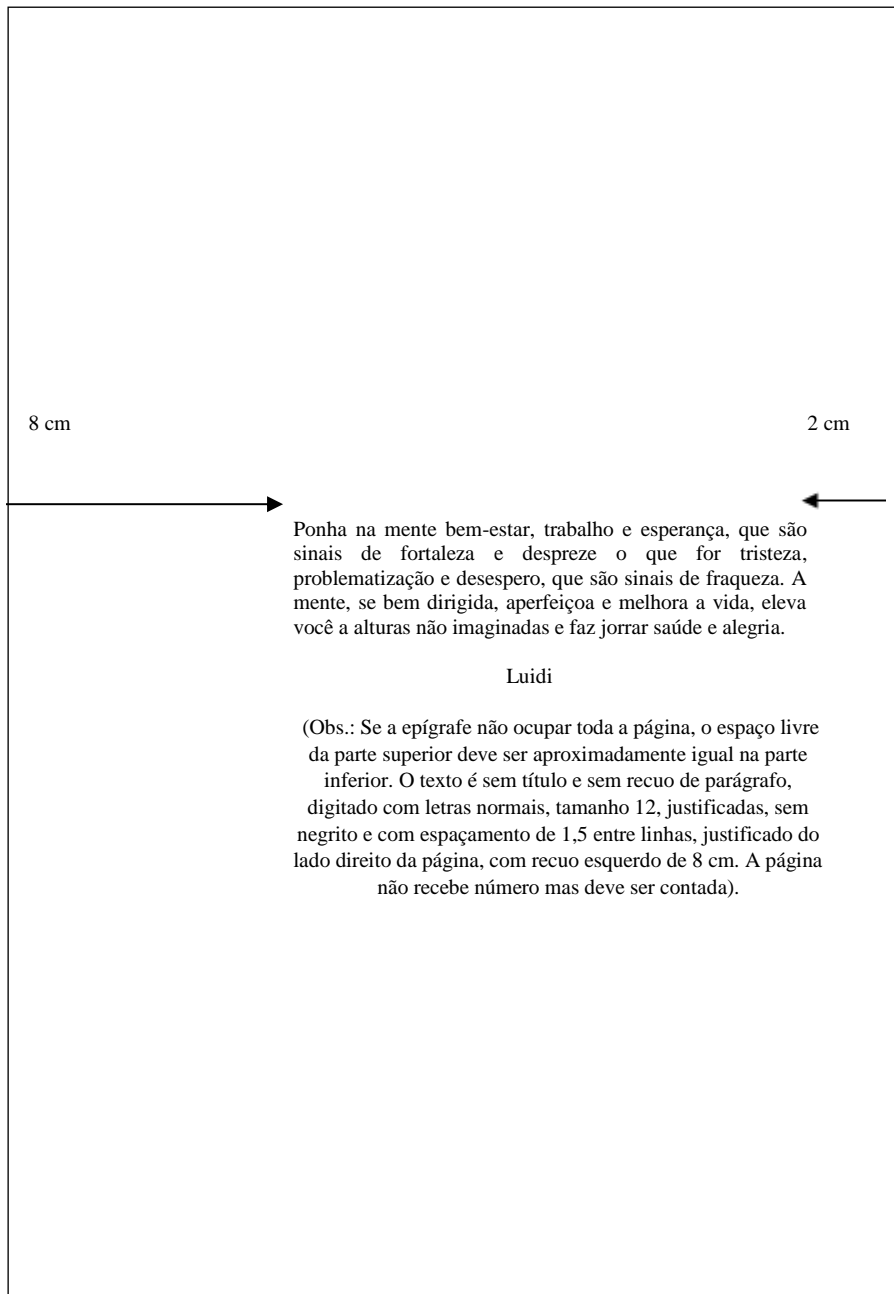 8 cm
2 cm
Ponha na mente bem-estar, trabalho e esperança, que são
sinais de fortaleza e despreze o que for tristeza,
problematização e desespero, que são sinais de fraqueza. A
mente, se bem dirigida, aperfeiçoa e melhora a vida, eleva
você a alturas não imaginadas e faz jorrar saúde e alegria.
Luidi
(Obs.: Se a epígrafe não ocupar toda a página, o espaço livre
da parte superior deve ser aproximadamente igual na parte
inferior. O texto é sem título e sem recuo de parágrafo,
digitado com letras normais, tamanho 12, justificadas, sem
negrito e com espaçamento de 1,5 entre linhas, justificado do
lado direito da página, com recuo esquerdo de 8 cm. A página
não recebe número mas deve ser contada).